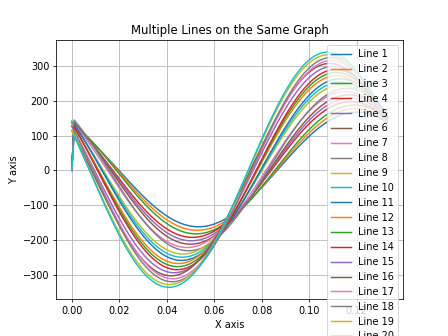 Multiple Lines on the Same Graph
Y axis
300
200
100
0
−100
−200
−300
0.00
0.02
0.04
0.06
0.08
0.10
X axis
Line 1
Line 2
Line 3
Line 4
Line 5
Line 6
Line 7
Line 8
Line 9
Line 10
Line 11
Line 12
Line 13
Line 14
Line 15
Line 16
Line 17
Line 18
Line 19
Line 20